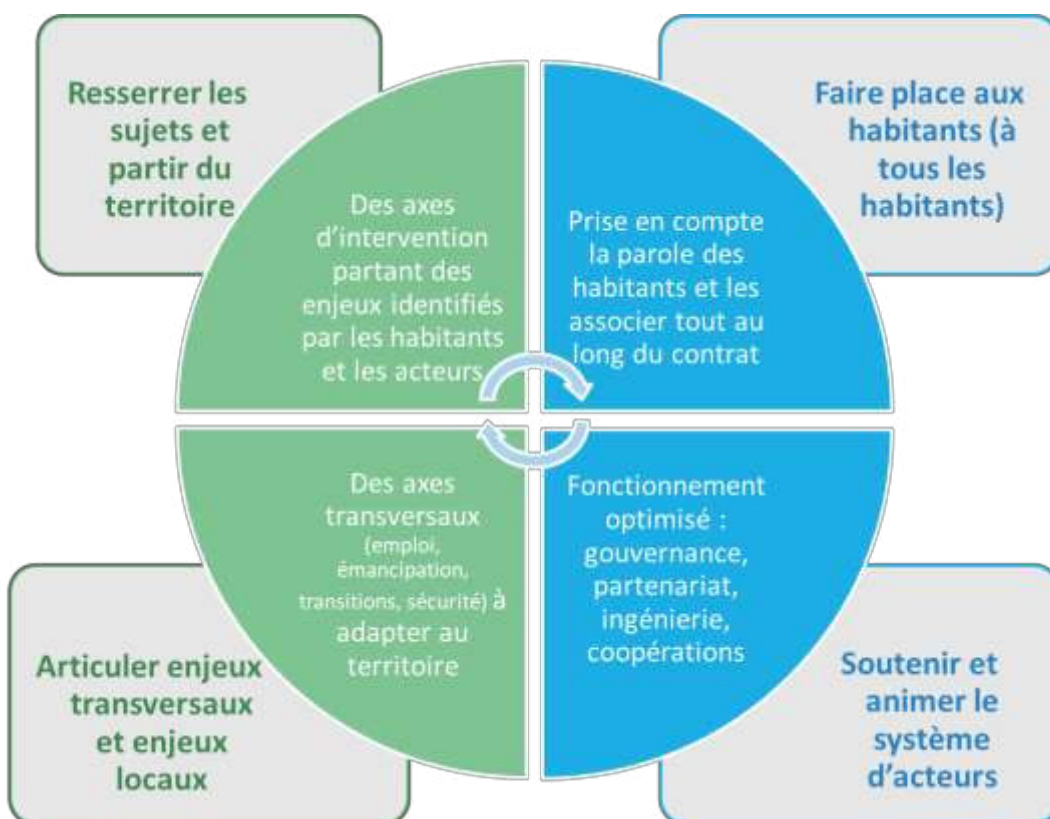 Resserrer les
sujets et
partir du
territoire
Des axes
d'intervention
partant des
enjeux identifiés
par les habitants
et les acteurs
Faire place aux
habitants (à
tous les
habitants)
Prise en compte
la parole des
habitants et les
associer tout au
long du contrat
Articuler enjeux
transversaux
et enjeux
locaux
Des axes
transversaux
(emploi,
émancipation,
transitions, sécurité) à
adapter au
territoire
Fonctionnement
optimisé :
gouvernance,
partenariat,
ingénierie,
coopérations
Soutenir et
animer le
système
d'acteurs